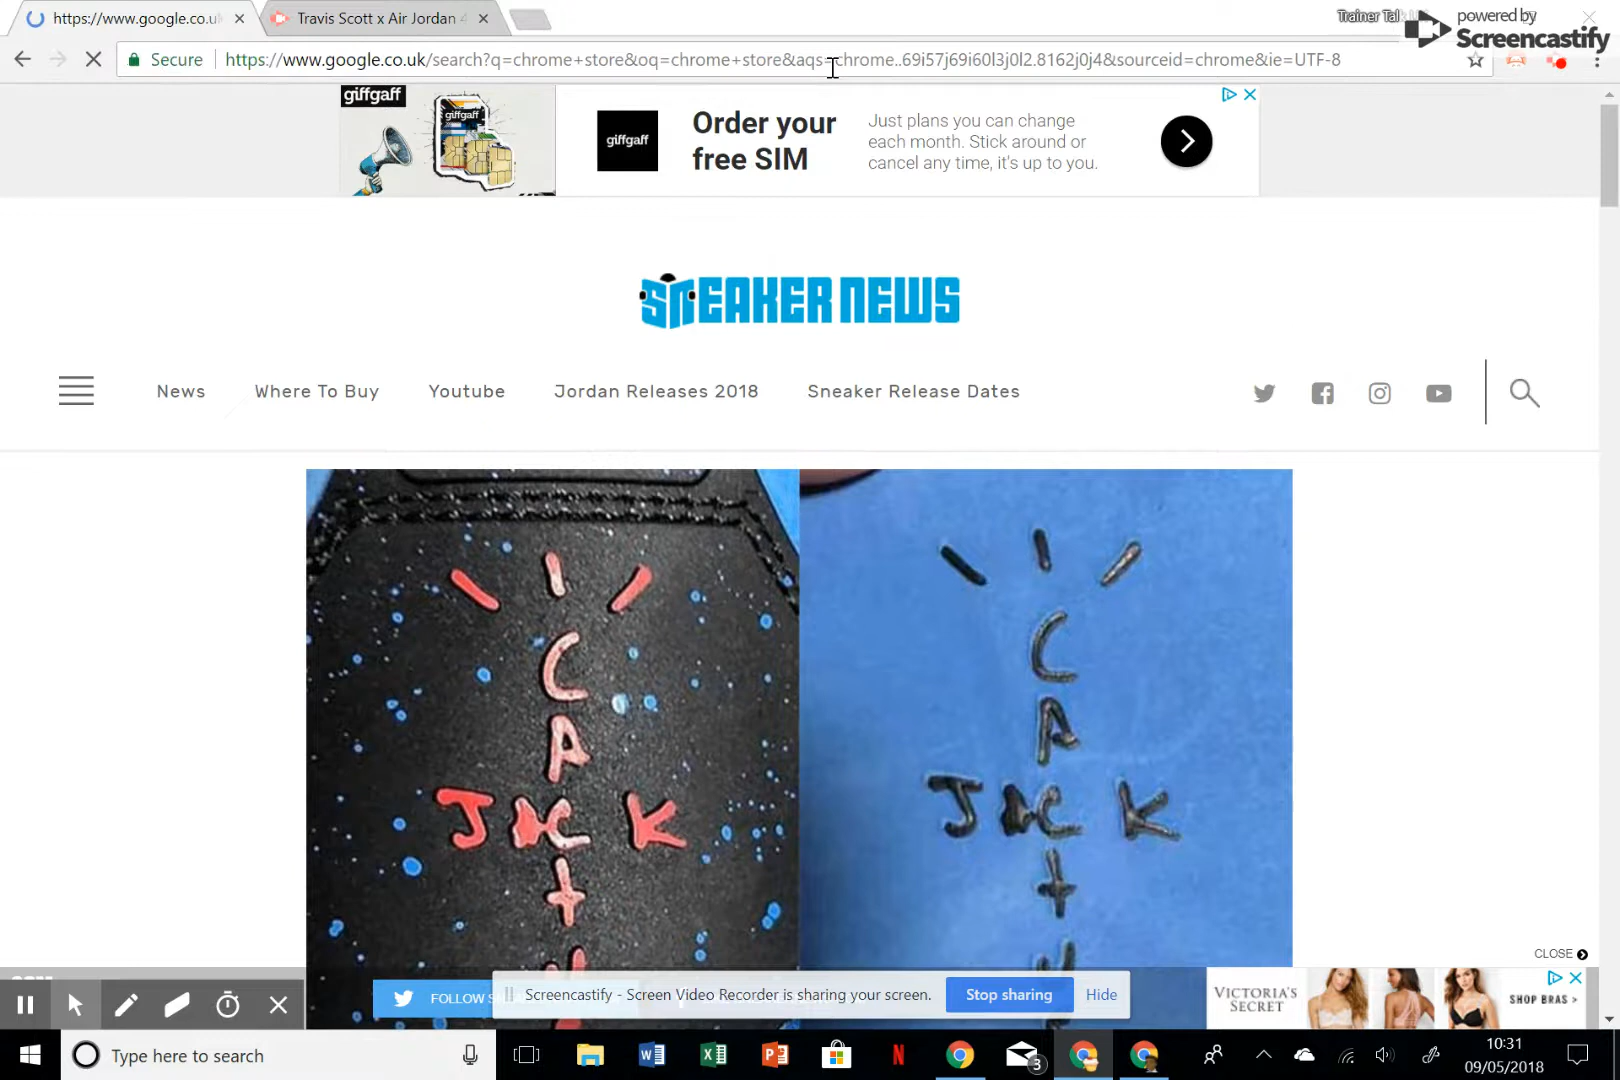 https://www.google.co.u
Travis Scott x Air Jordan 4
powered by
Screencastify
Secure
https://www.google.co.uk/search?q=chrome+store&oq=chrome+store&aqs=chrome..69i57j69i60l3j0l2.8162j0j4&sourceid=chrome&ie=UTF-8
giffgaff
giffgaff
giffgaff
Order your
free SIM
Just plans you can change
each month. Stick around or
cancel any time, it's up to you.
SNEAKER NEWS
News
Where To Buy
Youtube
Jordan Releases 2018
Sneaker Release Dates
CACT
JACK
CACT
JACK
CLOSE
FOLLOW
Screencastify - Screen Video Recorder is sharing your screen.
Stop sharing
Hide
VICTORIA'S
SECRET
SHOP BRAS >
Type here to search
3
10:31
09/05/2018